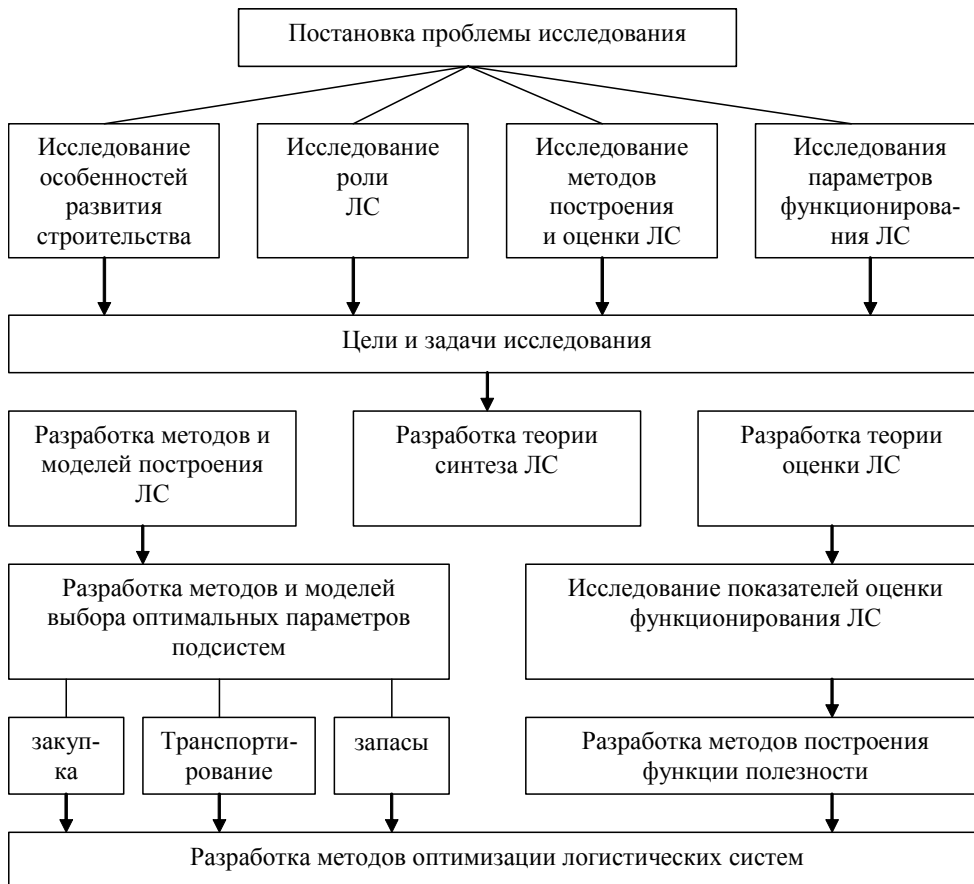 Постановка проблемы исследования
Исследование
особенностей
развития
строительства
Исследование
роли
ЛС
Исследование
методов
построения
и оценки ЛС
Исследования
параметров
функционирова-
ния ЛС
Цели и задачи исследования
Разработка методов и
моделей построения
ЛС
Разработка теории
синтеза ЛС
Разработка теории
оценки ЛС
Разработка методов и моделей
выбора оптимальных параметров
подсистем
Исследование показателей оценки
функционирования ЛС
закуп-
ка
Транспорти-
рование
запасы
Разработка методов построения
функции полезности
Разработка методов оптимизации логистических систем